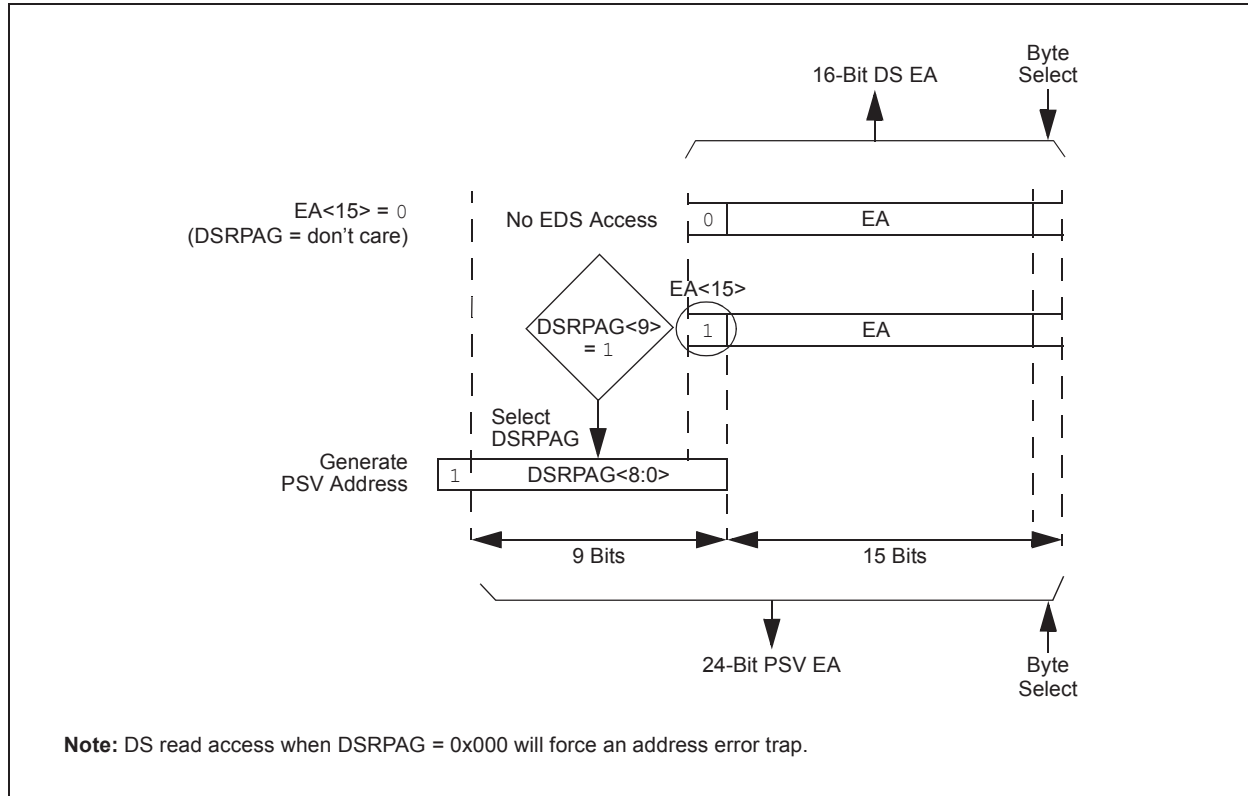 16-Bit DS EA
Byte
Select
EA<15> = 0
(DSRPAG = don't care)
No EDS Access
0
EA
EA<15>
DSRPAG<9>
= 1
1
EA
Select
DSRPAG
Generate
PSV Address
1
DSRPAG<8:0>
9 Bits
15 Bits
24-Bit PSV EA
Byte
Select
Note: DS read access when DSRPAG = 0x000 will force an address error trap.